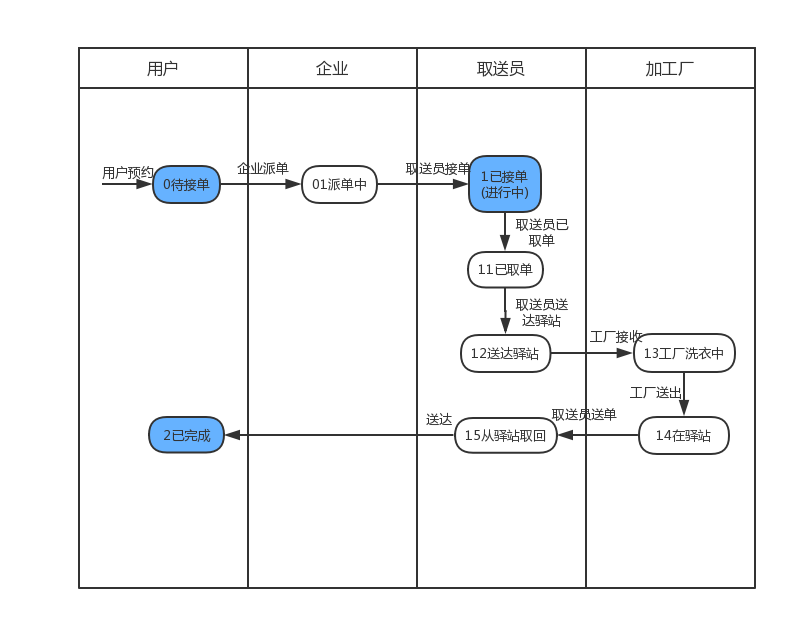 用户
企业
取送员
加工厂
用户预约
0待接单
企业派单
01派单中
取送员接单
1已接单
(进行中)
取送员已
取单
11已取单
取送员送
达驿站
12送达驿站
工厂接收
13工厂洗衣中
工厂送出
14在驿站
取送员送单
15从驿站取回
送达
2已完成